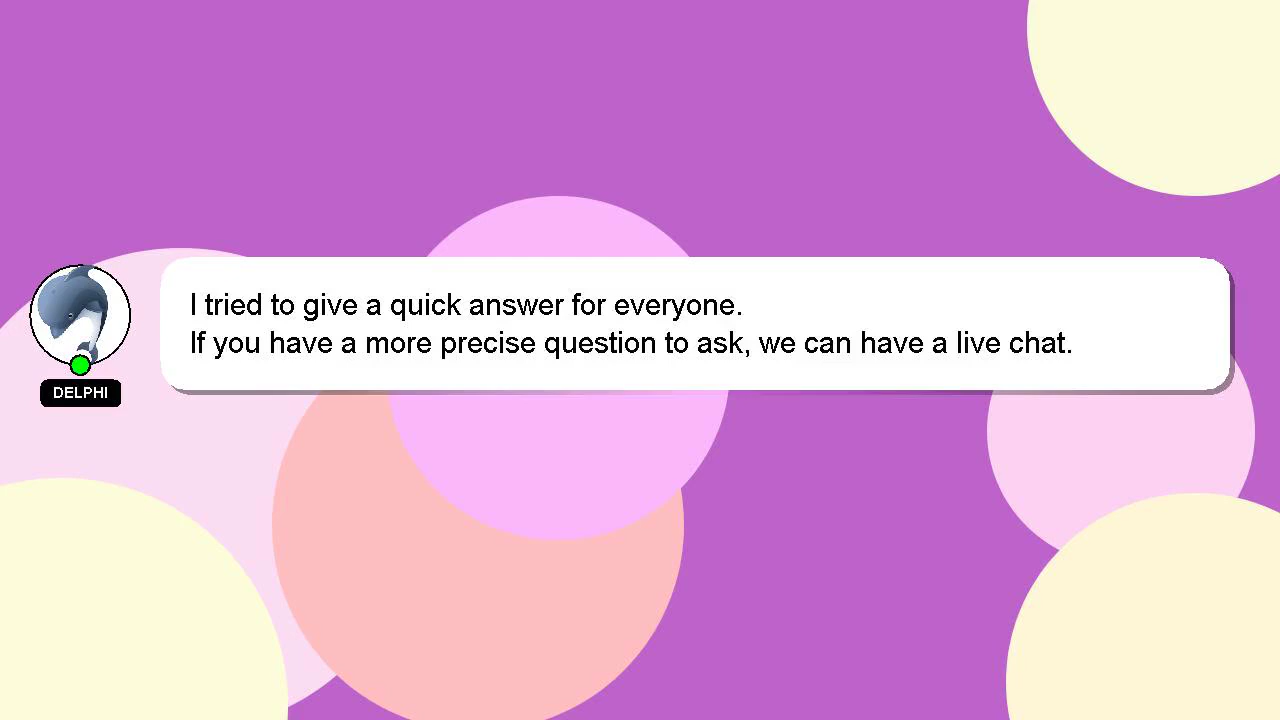 I tried to give a quick answer for everyone.
If you have a more precise question to ask, we can have a live chat.
DELPHI